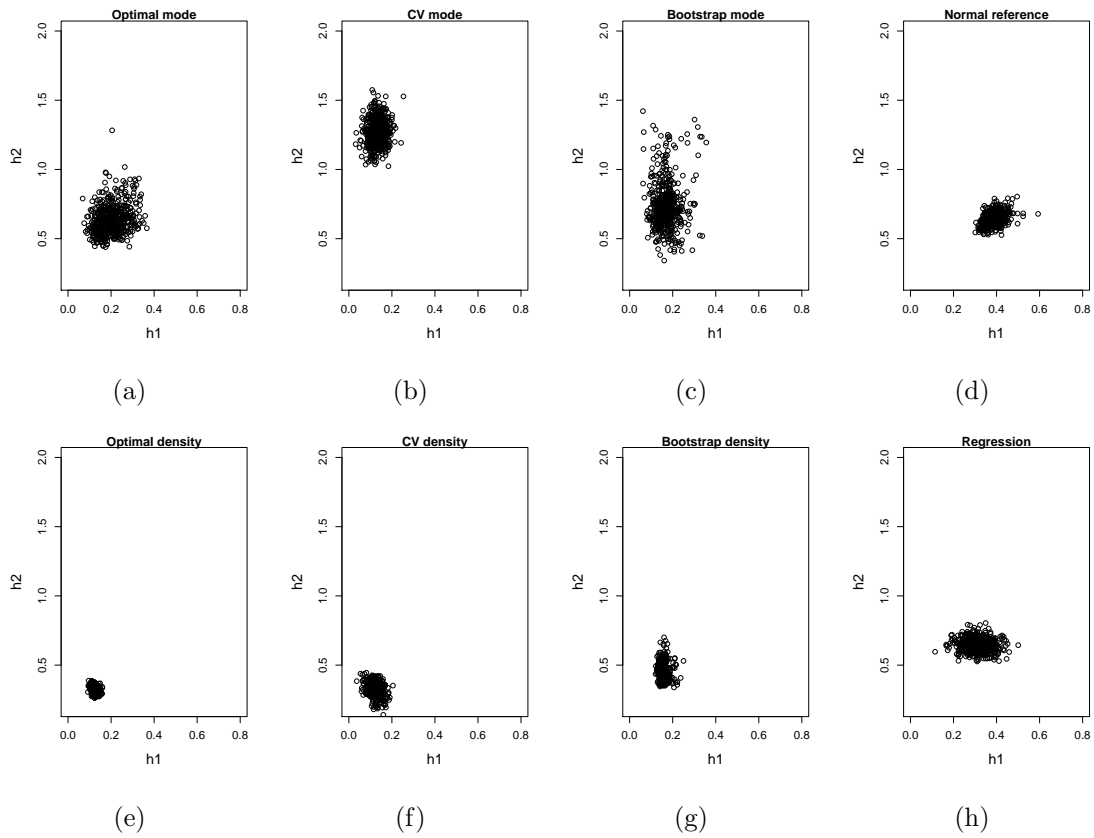 Optimal mode
CV mode
Bootstrap mode
Normal reference
2.0
1.5
1.0
0.5
h2
0.0 0.2 0.4 0.6 0.8
h1
2.0
1.5
1.0
0.5
h2
0.0 0.2 0.4 0.6 0.8
h1
2.0
1.5
1.0
0.5
h2
0.0 0.2 0.4 0.6 0.8
h1
2.0
1.5
1.0
0.5
h2
0.0 0.2 0.4 0.6 0.8
h1
(a)
(b)
(c)
(d)
Optimal density
CV density
Bootstrap density
Regression
2.0
1.5
1.0
0.5
h2
0.0 0.2 0.4 0.6 0.8
h1
2.0
1.5
1.0
0.5
h2
0.0 0.2 0.4 0.6 0.8
h1
2.0
1.5
1.0
0.5
h2
0.0 0.2 0.4 0.6 0.8
h1
2.0
1.5
1.0
0.5
h2
0.0 0.2 0.4 0.6 0.8
h1
(e)
(f)
(g)
(h)